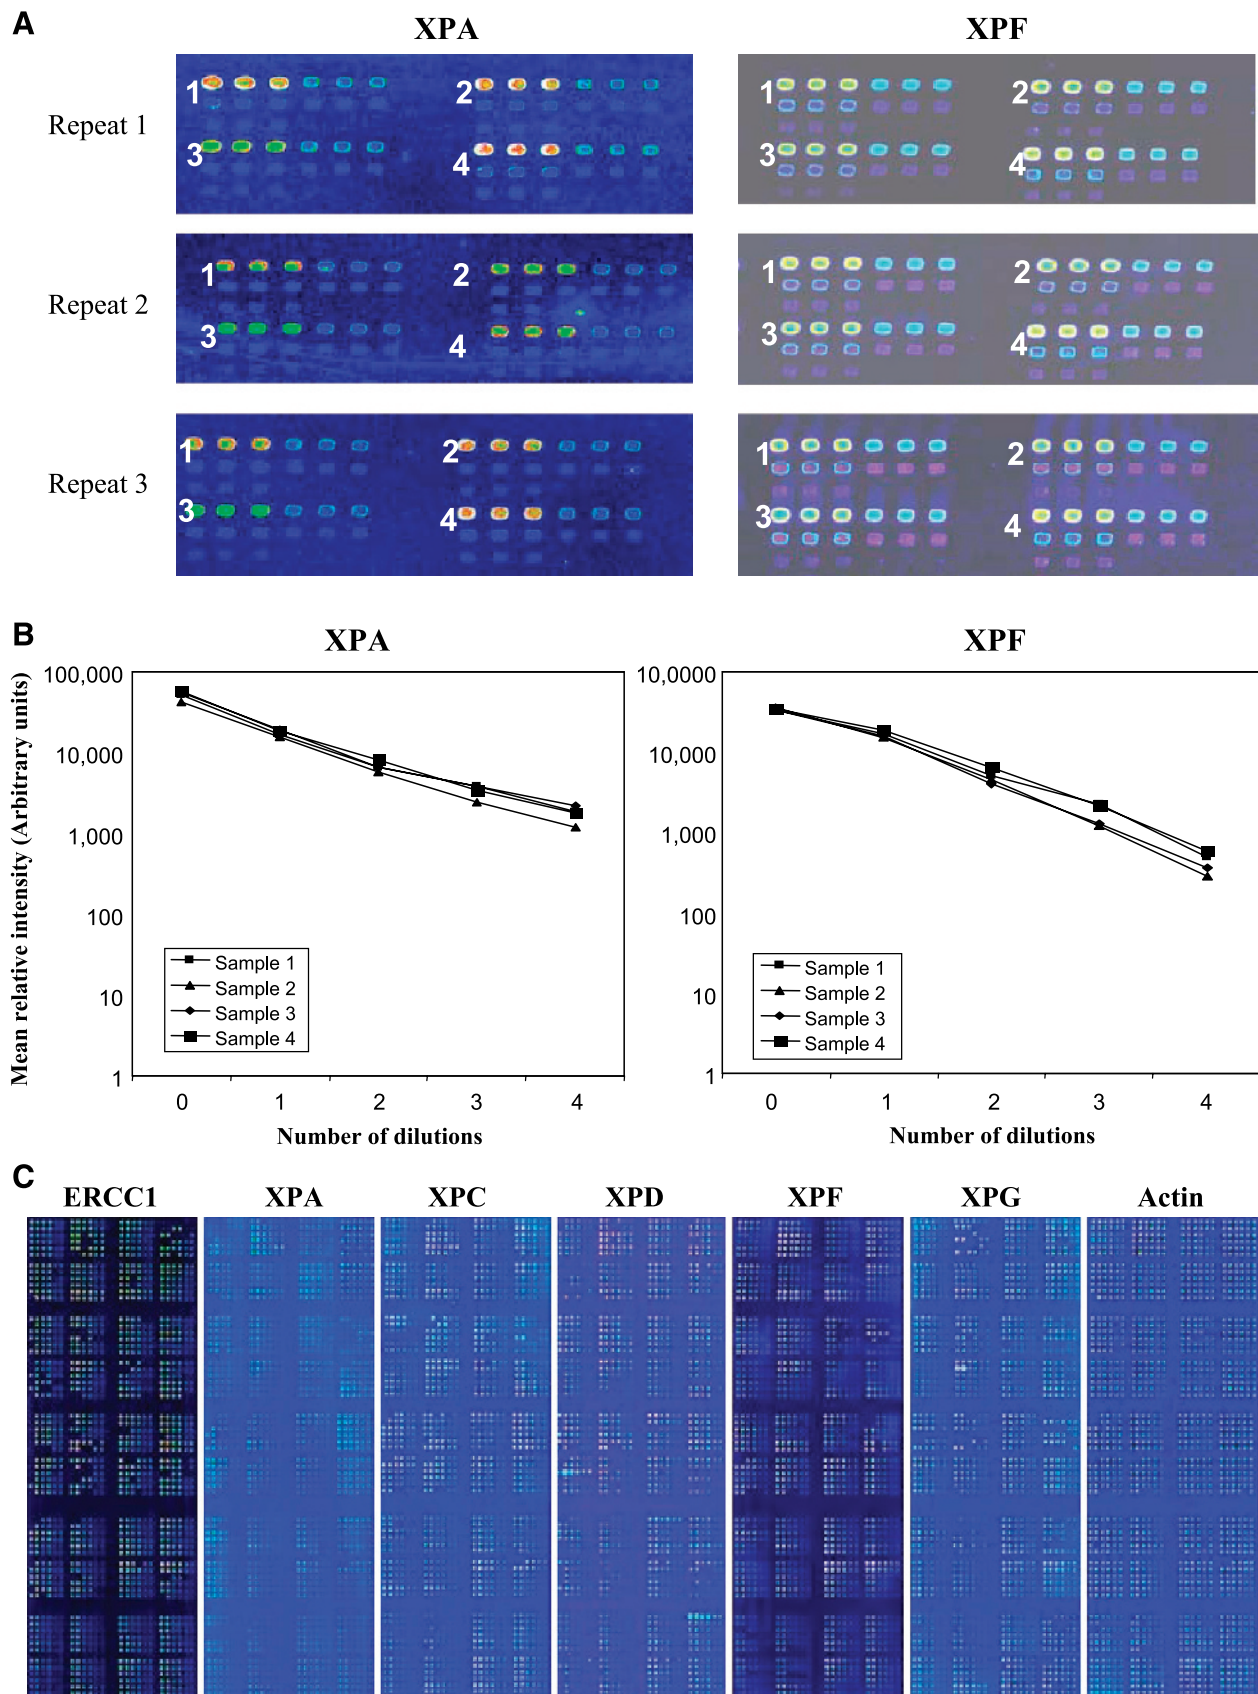 A
XPA
XPF
Repeat 1
1
2
3
4
1
2
3
4
Repeat 2
1
2
3
4
1
2
3
4
Repeat 3
1
2
3
4
1
2
3
4
B
XPA
XPF
Mean relative intensity (Arbitrary units)
100,000
10,000
1,000
100
10
1
Sample 1
Sample 2
Sample 3
Sample 4
0 1 2 3 4
Number of dilutions
10,0000
10,000
1,000
100
10
1
Sample 1
Sample 2
Sample 3
Sample 4
0 1 2 3 4
Number of dilutions
C
ERCC1 XPA XPC XPD XPF XPG Actin